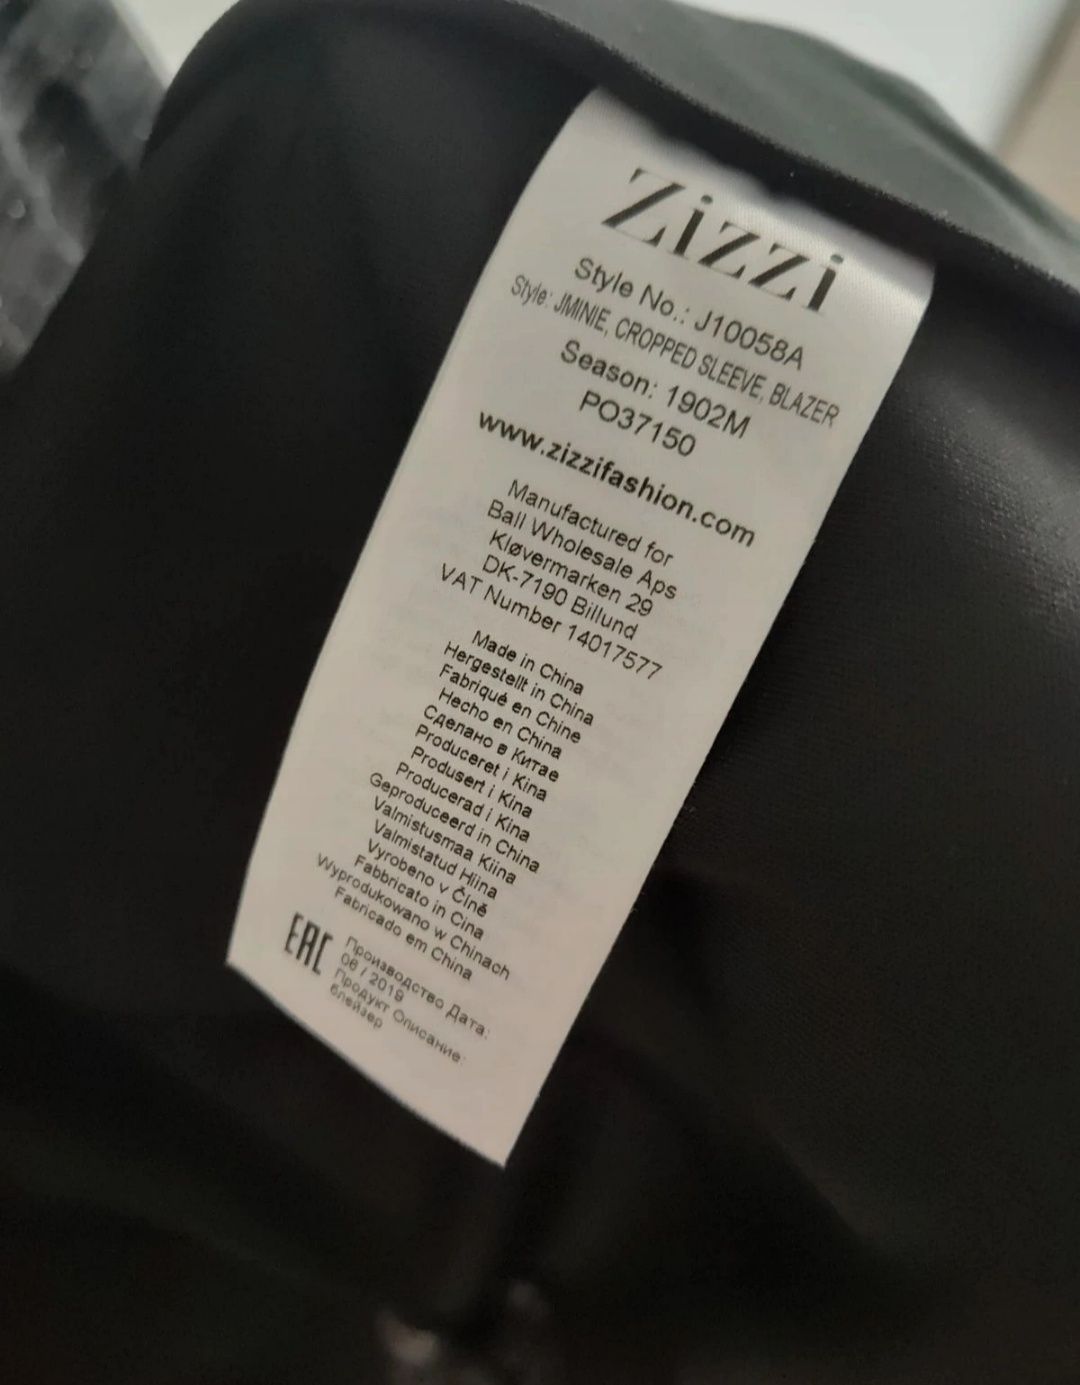 Zizzi
Style No.: J10058A
Style: JMINIE, CROPPED SLEEVE, BLAZER
Season: 1902M
PO37150
www.zizzifashion.com
Manufactured for
Ball Wholesale Aps
Kløvermarken 29
DK-7190 Billund
VAT Number 14017577
Made in China
Hergestellt in China
Fabriqué en Chine
Hecho en China
Сделано в Китае
Produceret i Kina
Produsert i Kina
Producerad i Kina
Geproduceerd in China
Valmistusmaa Kiina
Valmistatud Hiina
Vyrobeno v Číně
Fabbricato in Cina
Wyprodukowano w Chinach
Fabricado em China
EAC
Производство Дата:
06 / 2019
Продукт Описание:
блейзер